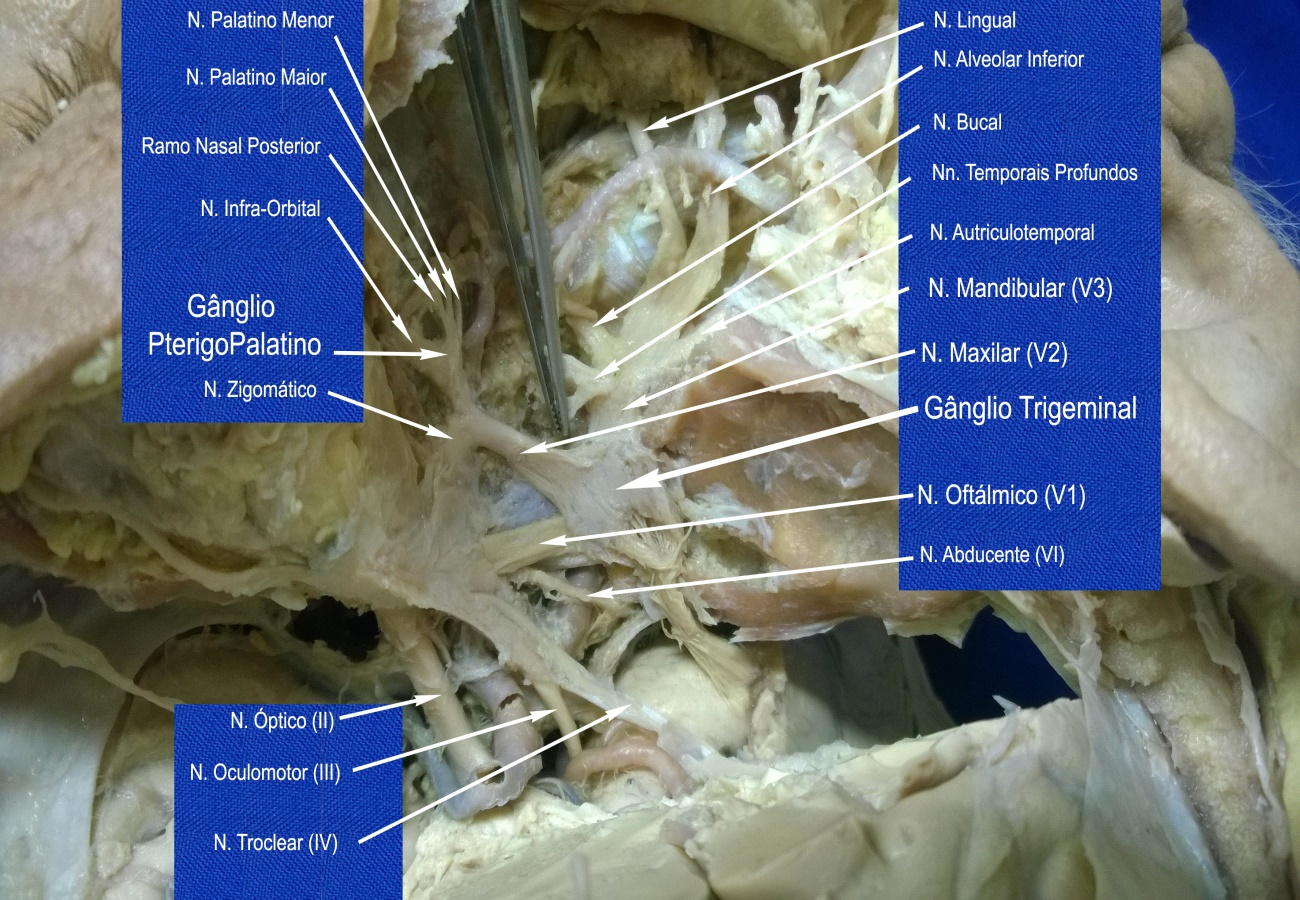 N. Palatino Menor
N. Palatino Maior
Ramo Nasal Posterior
N. Infra-Orbital
Gânglio
PterigoPalatino
N. Zigomático
N. Lingual
N. Alveolar Inferior
N. Bucal
Nn. Temporais Profundos
N. Autriculotemporal
N. Mandibular (V3)
N. Maxilar (V2)
Gânglio Trigeminal
N. Oftálmico (V1)
N. Abducente (VI)
N. Óptico (II)
N. Oculomotor (III)
N. Troclear (IV)